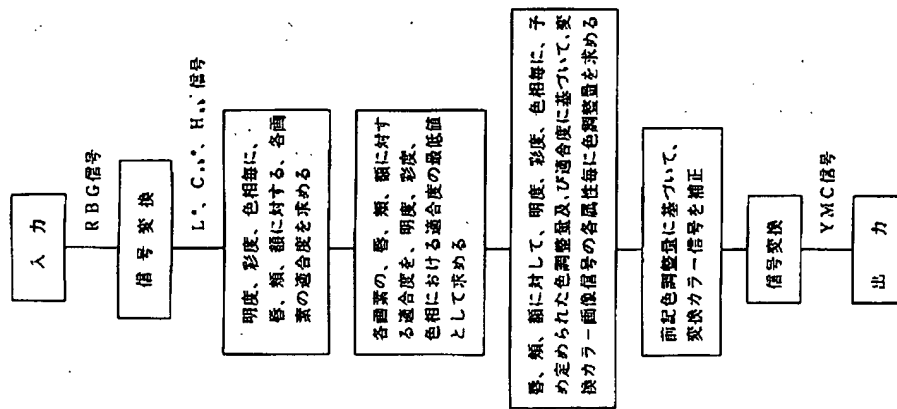 入力
RBG信号
信号変換
L*、C*、H 信号
明度、彩度、色相毎に、
唇、頬、額に対する、各画
素の適合度を求める
各画素の、唇、頬、額に対す
る適合度を、明度、彩度、
色相における適合度の最低値
として求める
唇、頬、額に対して、明度、彩度、色相毎に、予
め定められた色調整量及び適合度に基づいて、変
換カラー画像信号の各属性毎に色調整量を求める
前記色調整量に基づいて、
変換カラー信号を補正
信号変換
YMC信号
出力